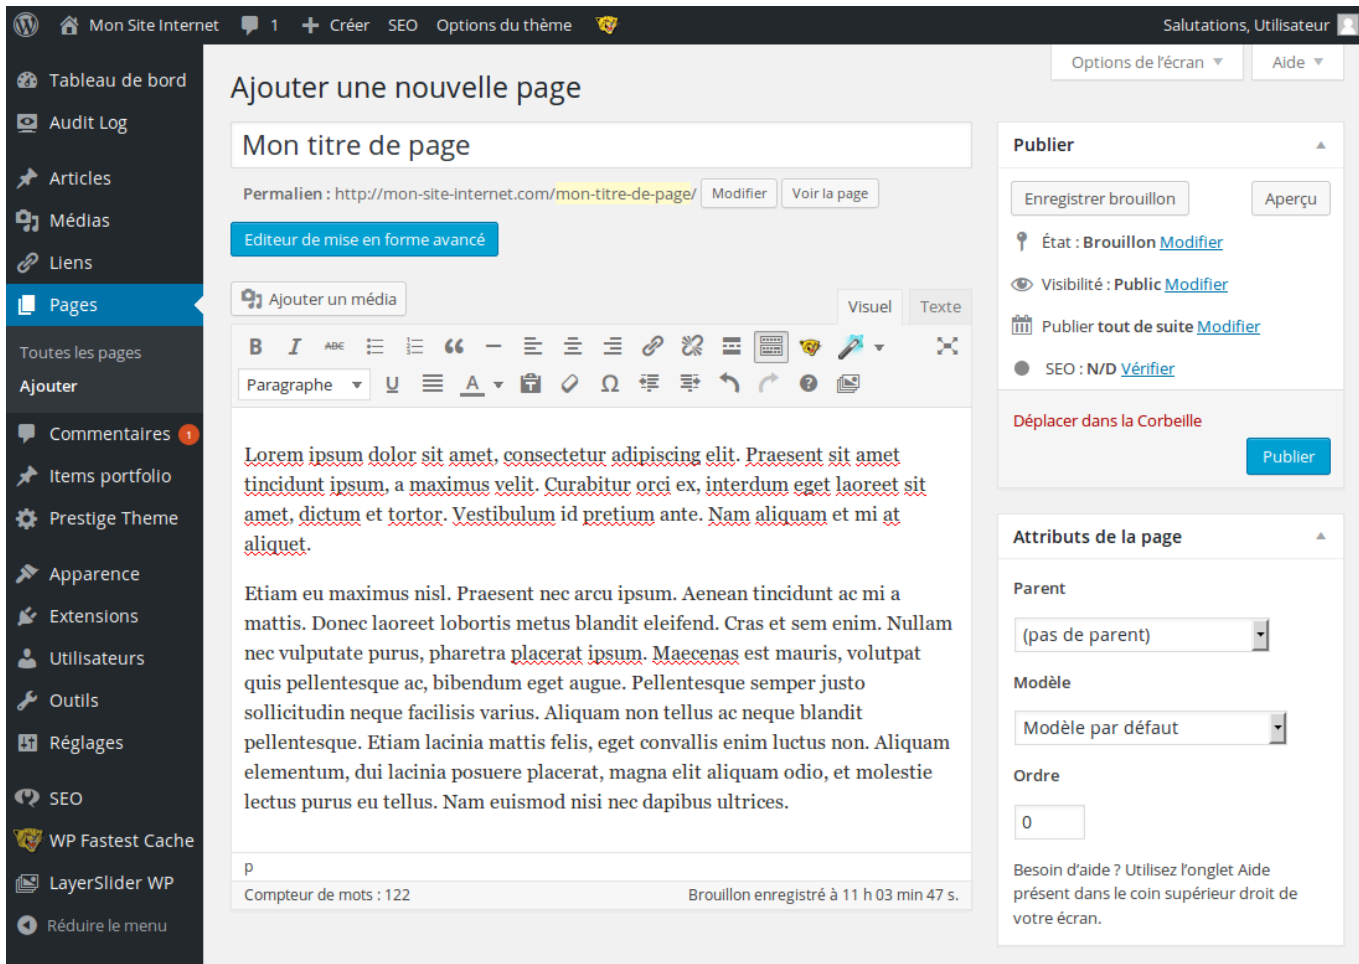 Mon Site Internet 1 Créer SEO Options du thème Salutations, Utilisateur
Options de l'écran Aide
Tableau de bord
Audit Log
Articles
Médias
Liens
Pages
Toutes les pages
Ajouter
Commentaires 1
Items portfolio
Prestige Theme
Apparence
Extensions
Utilisateurs
Outils
Réglages
SEO
WP Fastest Cache
LayerSlider WP
Réduire le menu
Ajouter une nouvelle page
Mon titre de page
Permalien : http://mon-site-internet.com/mon-titre-de-page/ Modifier Voir la page
Editeur de mise en forme avancé
Ajouter un média
Visuel Texte
B I ABC
Paragraphe U A Ω
Lorem ipsum dolor sit amet, consectetur adipiscing elit. Praesent sit amet
tincidunt ipsum, a maximus velit. Curabitur orci ex, interdum eget laoreet sit
amet, dictum et tortor. Vestibulum id pretium ante. Nam aliquam et mi at
aliquet.
Etiam eu maximus nisl. Praesent nec arcu ipsum. Aenean tincidunt ac mi a
mattis. Donec laoreet lobortis metus blandit eleifend. Cras et sem enim. Nullam
nec vulputate purus, pharetra placerat ipsum. Maecenas est mauris, volutpat
quis pellentesque ac, bibendum eget augue. Pellentesque semper justo
sollicitudin neque facilisis varius. Aliquam non tellus ac neque blandit
pellentesque. Etiam lacinia mattis felis, eget convallis enim luctus non. Aliquam
elementum, dui lacinia posuere placerat, magna elit aliquam odio, et molestie
lectus purus eu tellus. Nam euismod nisi nec dapibus ultrices.
p
Compteur de mots : 122 Brouillon enregistré à 11 h 03 min 47 s.
Publier
Enregistrer brouillon Aperçu
État : Brouillon Modifier
Visibilité : Public Modifier
Publier tout de suite Modifier
SEO : N/D Vérifier
Déplacer dans la Corbeille
Publier
Attributs de la page
Parent
(pas de parent)
Modèle
Modèle par défaut
Ordre
0
Besoin d'aide ? Utilisez l'onglet Aide
présent dans le coin supérieur droit de
votre écran.